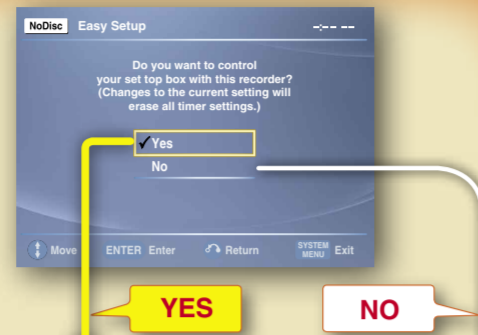 NoDisc Easy Setup -:-- --
Do you want to control
your set top box with this recorder?
(Changes to the current setting will
erase all timer settings.)
✓Yes
No
Move ENTER Enter Return SYSTEM MENU Exit
YES NO